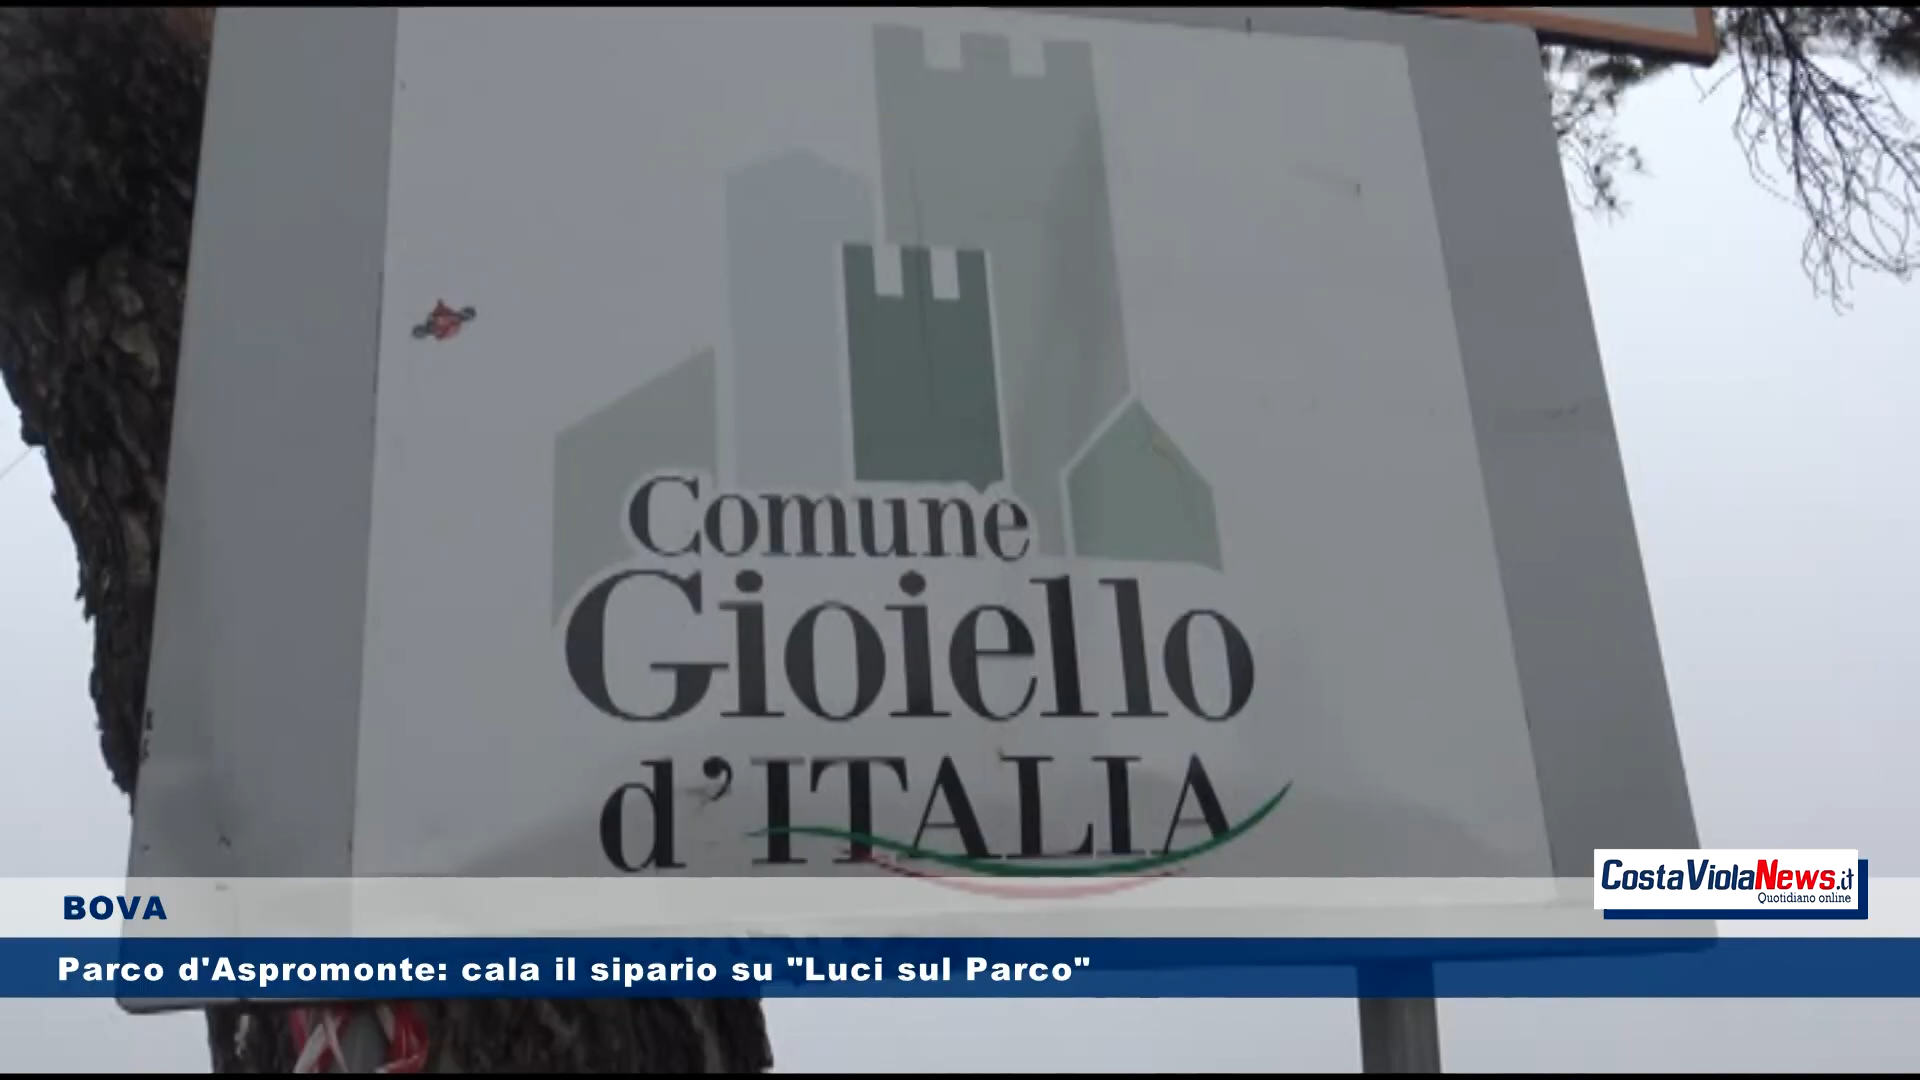 Comune
Gioiello
d'ITALIA
BOVA
CostaViolaNews.it
Quotidiano online
Parco d'Aspromonte: cala il sipario su "Luci sul Parco"